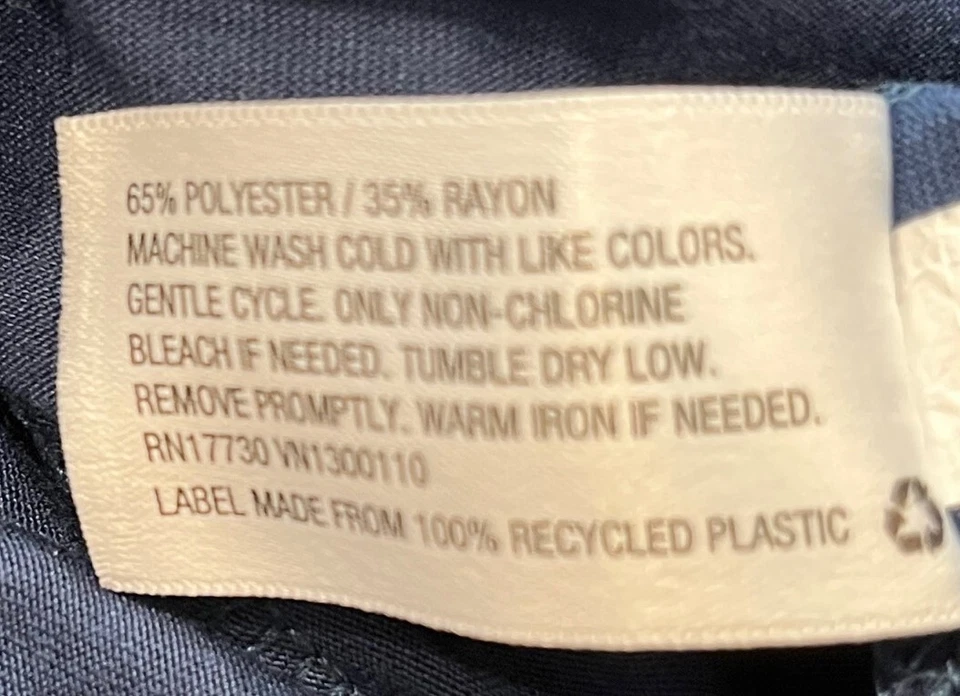 65% POLYESTER / 35% RAYON
MACHINE WASH COLD WITH LIKE COLORS.
GENTLE CYCLE. ONLY NON-CHLORINE
BLEACH IF NEEDED. TUMBLE DRY LOW.
REMOVE PROMPTLY. WARM IRON IF NEEDED.
RN17730 VN1300110
LABEL MADE FROM 100% RECYCLED PLASTIC